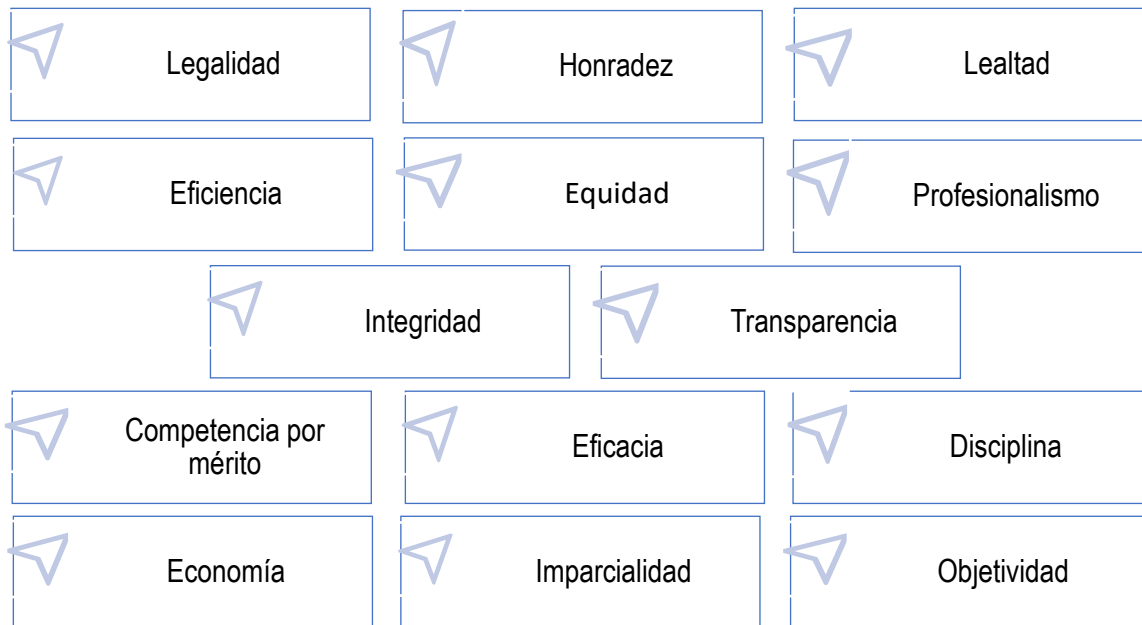 Legalidad
Honradez
Lealtad
Eficiencia
Equidad
Profesionalismo
Integridad
Transparencia
Competencia por
mérito
Eficacia
Disciplina
Economía
Imparcialidad
Objetividad